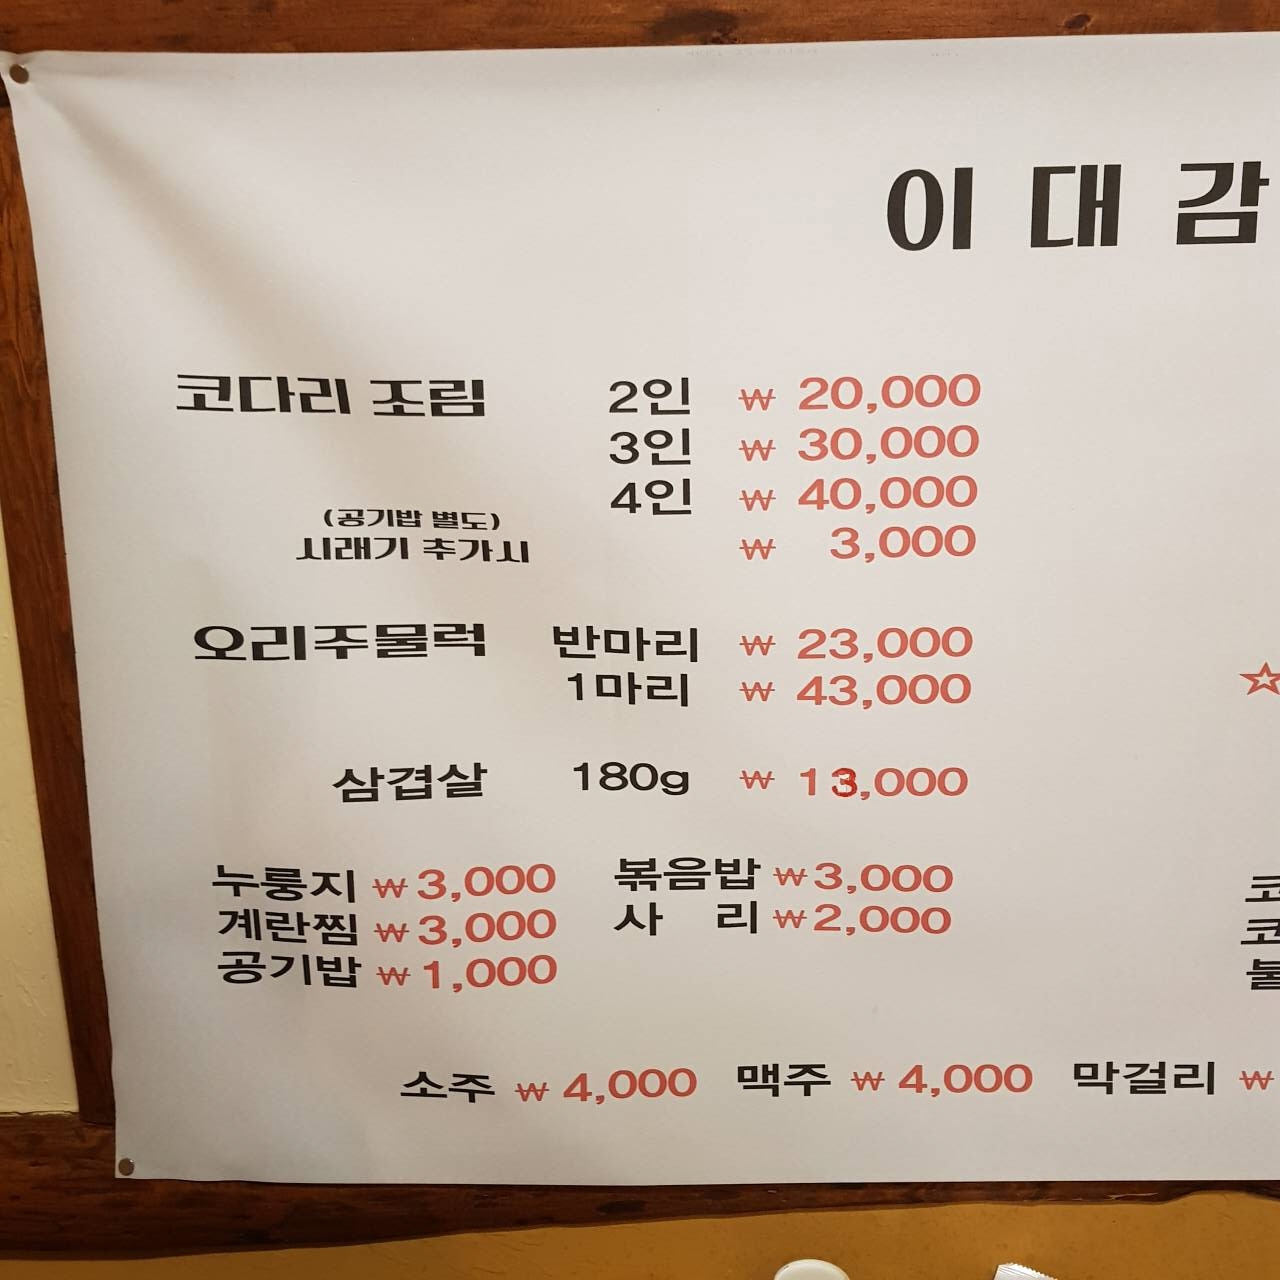 이대감
코다리 조림 2인 ₩ 20,000
3인 ₩ 30,000
4인 ₩ 40,000
(공기밥 별도)
시래기 추가시 ₩ 3,000
오리주물럭 반마리 ₩ 23,000
1마리 ₩ 43,000
☆
삼겹살 180g ₩ 13,000
누룽지 ₩3,000 볶음밥 ₩3,000
계란찜 ₩3,000 사 리 ₩2,000
공기밥 ₩1,000
소주 ₩ 4,000 맥주 ₩ 4,000 막걸리 ₩